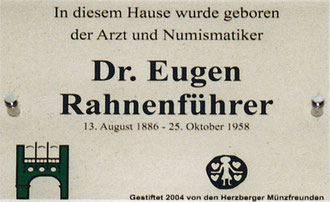 In diesem Hause wurde geboren
der Arzt und Numismatiker
Dr. Eugen
Rahnenführer
13. August 1886 - 25. Oktober 1958
Gestiftet 2004 von den Herzberger Münzfreunden